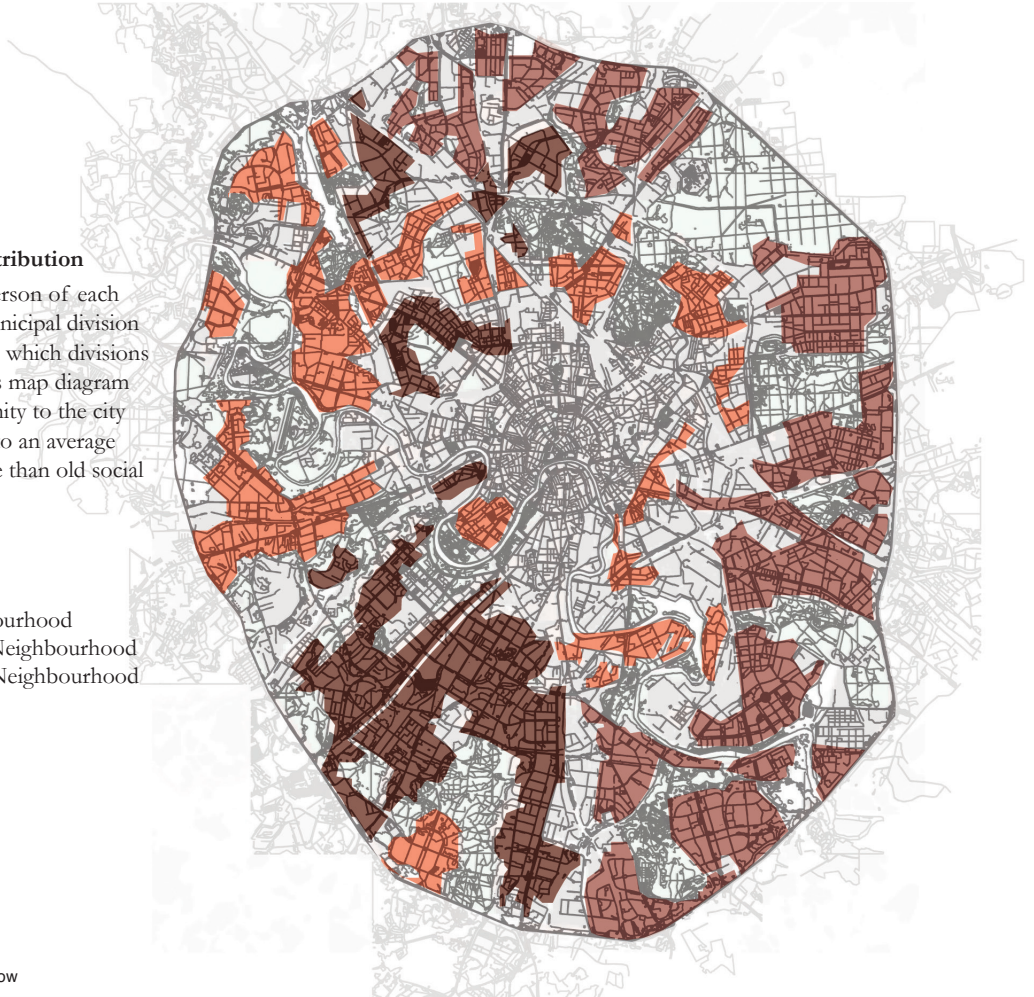 tribution
erson of each
nicipal division
which divisions
s map diagram
nity to the city
o an average
e than old social
ourhood
Neighbourhood
Neighbourhood
ow